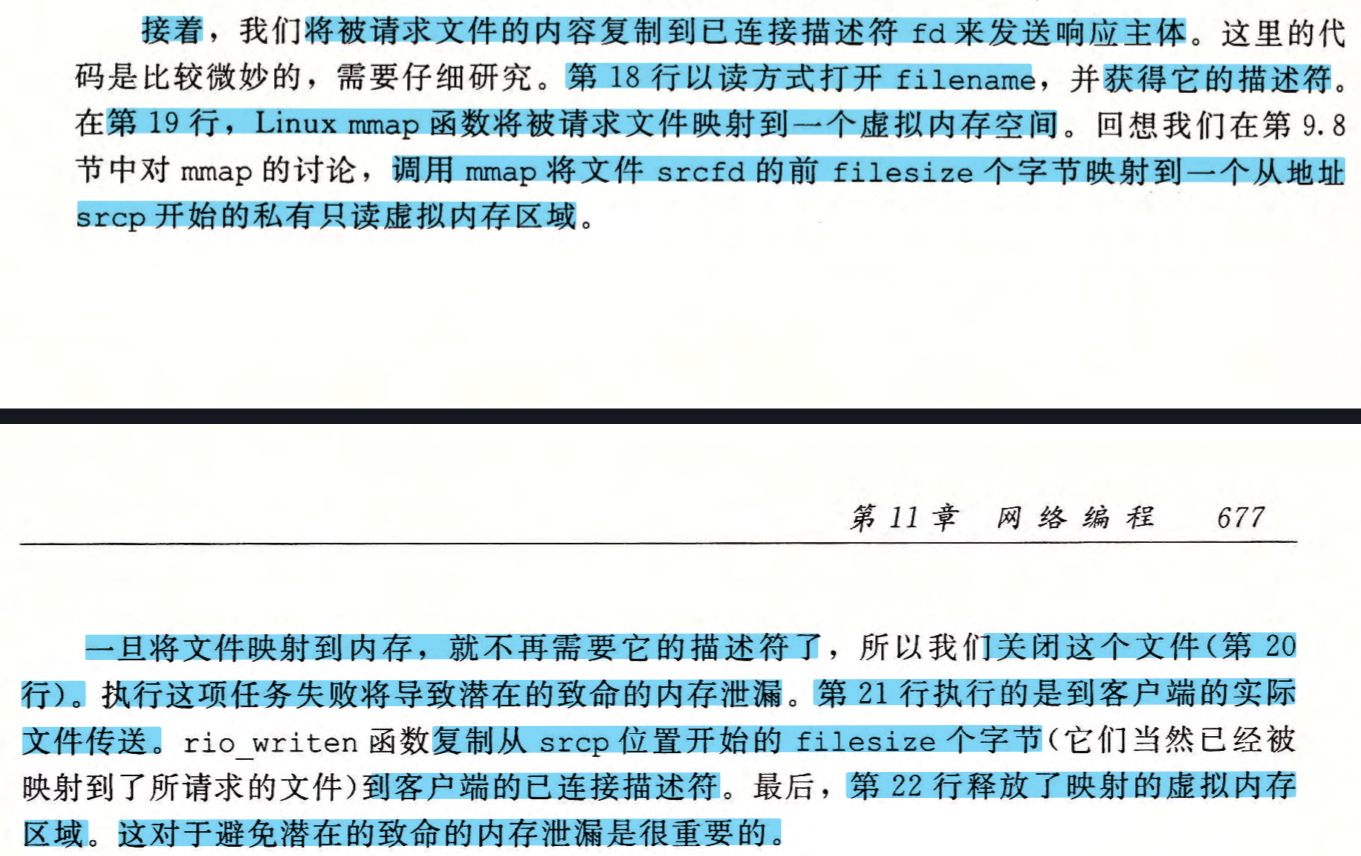 接着，我们将被请求文件的内容复制到已连接描述符 fd 来发送响应主体。这里的代
码是比较微妙的，需要仔细研究。第 18 行以读方式打开 filename，并获得它的描述符。
在第 19 行，Linux mmap 函数将被请求文件映射到一个虚拟内存空间。回想我们在第 9.8
节中对 mmap 的讨论，调用 mmap 将文件 srcfd 的前 filesize 个字节映射到一个从地址
srcp 开始的私有只读虚拟内存区域。
第 11 章 网络编程 677
一旦将文件映射到内存，就不再需要它的描述符了，所以我们关闭这个文件(第 20
行)。执行这项任务失败将导致潜在的致命的内存泄漏。第 21 行执行的是到客户端的实际
文件传送。rio_writen 函数复制从 srcp 位置开始的 filesize 个字节(它们当然已经被
映射到了所请求的文件)到客户端的已连接描述符。最后，第 22 行释放了映射的虚拟内存
区域。这对于避免潜在的致命的内存泄漏是很重要的。